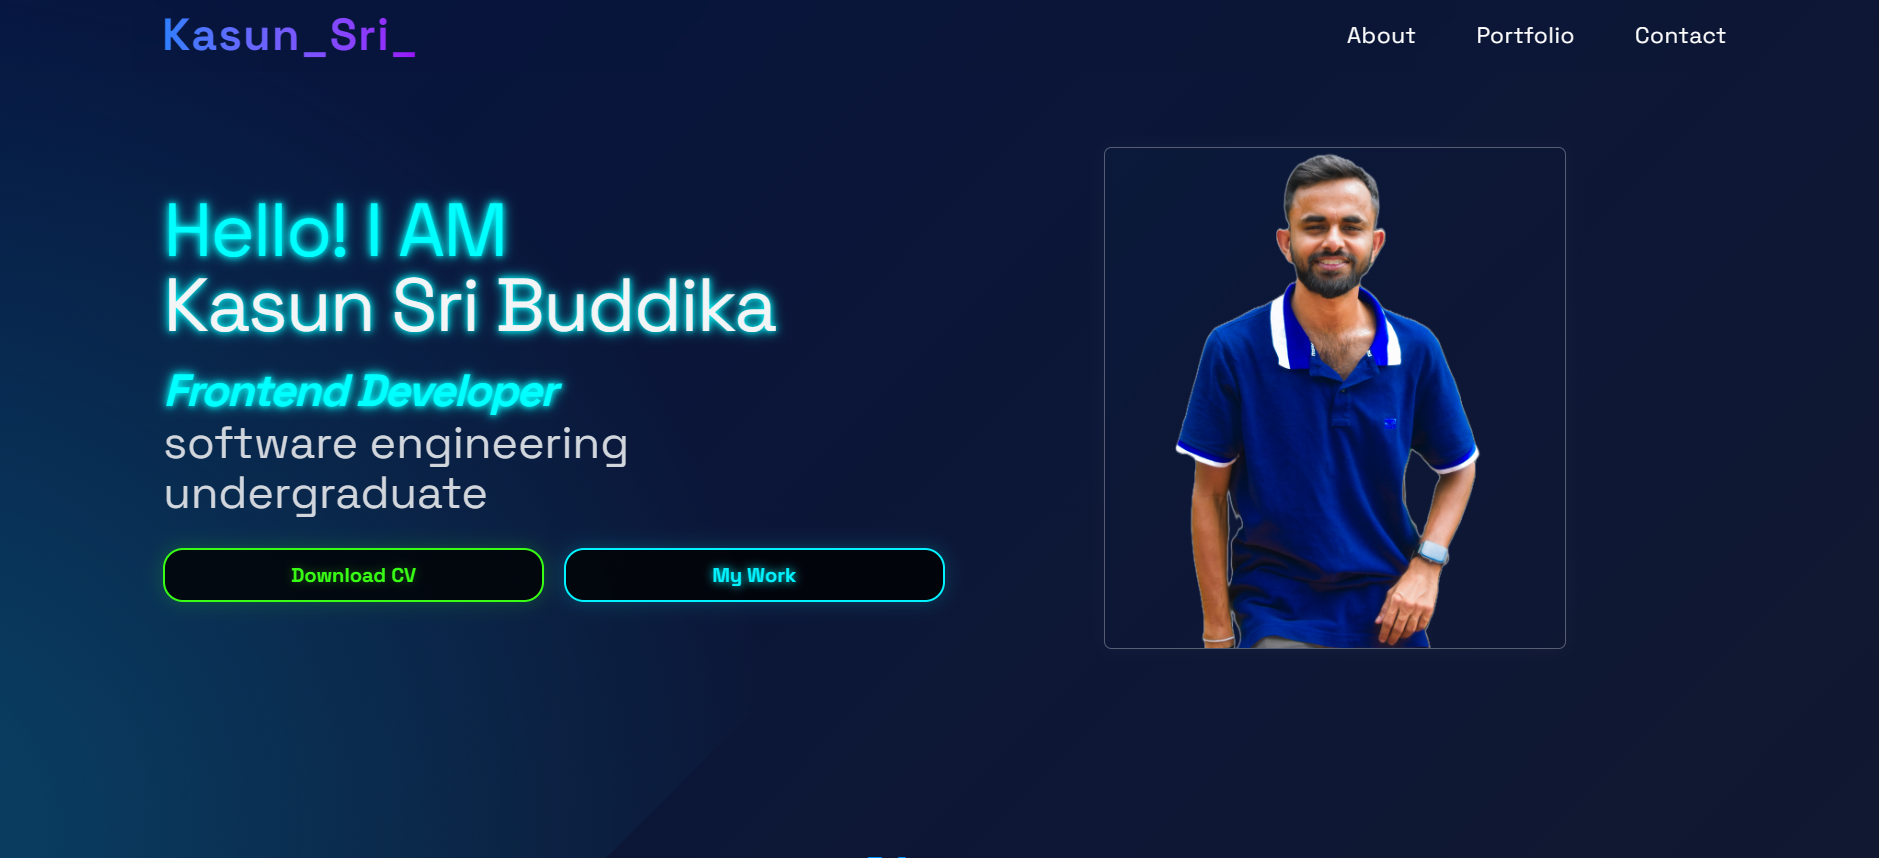 Kasun_Sri_
About Portfolio Contact
Hello! I AM
Kasun Sri Buddika
Frontend Developer
software engineering
undergraduate
Download CV My Work